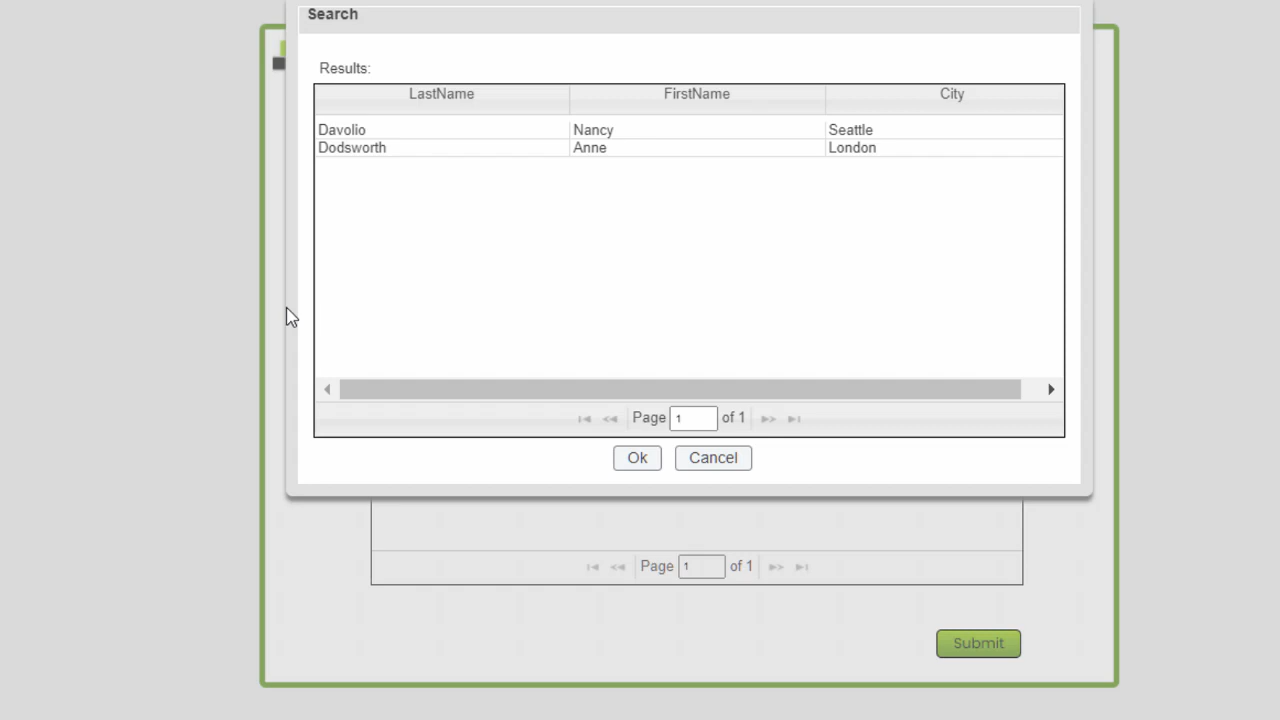 Search
Results:
LastName FirstName City
Davolio Nancy Seattle
Dodsworth Anne London
Page 1 of 1
Ok Cancel
Page 1 of 1
Submit